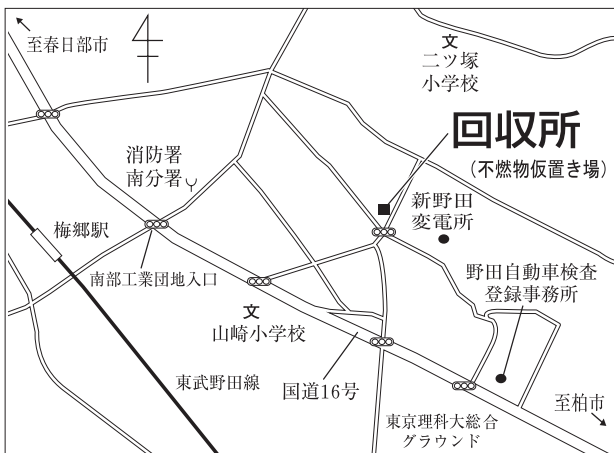 至春日部市
文
二ツ塚
小学校
回収所
(不燃物仮置き場)
消防署
南分署
新野田
変電所
梅郷駅
野田自動車検査
登録事務所
南部工業団地入口
文
山崎小学校
東武野田線
国道16号
至柏市
東京理科大総合
グラウンド